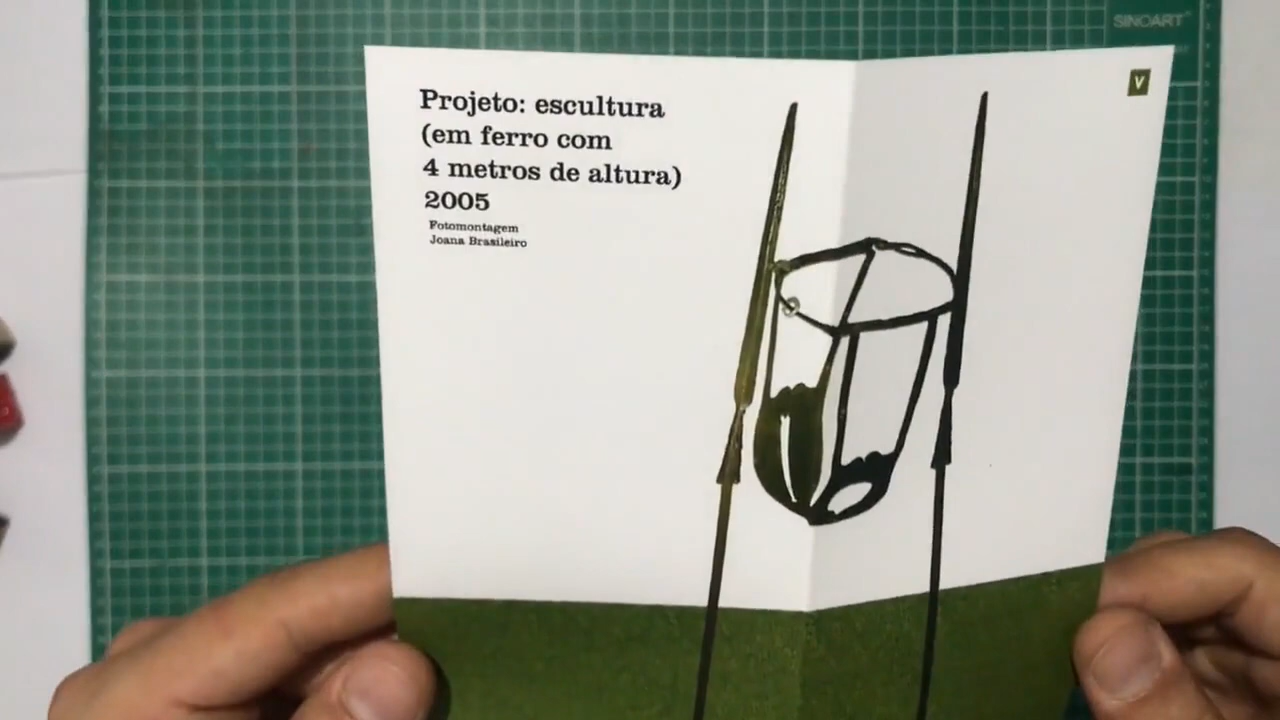 SINOART
Projeto: escultura
(em ferro com
4 metros de altura)
2005
Fotomontagem
Joana Brasileiro
V